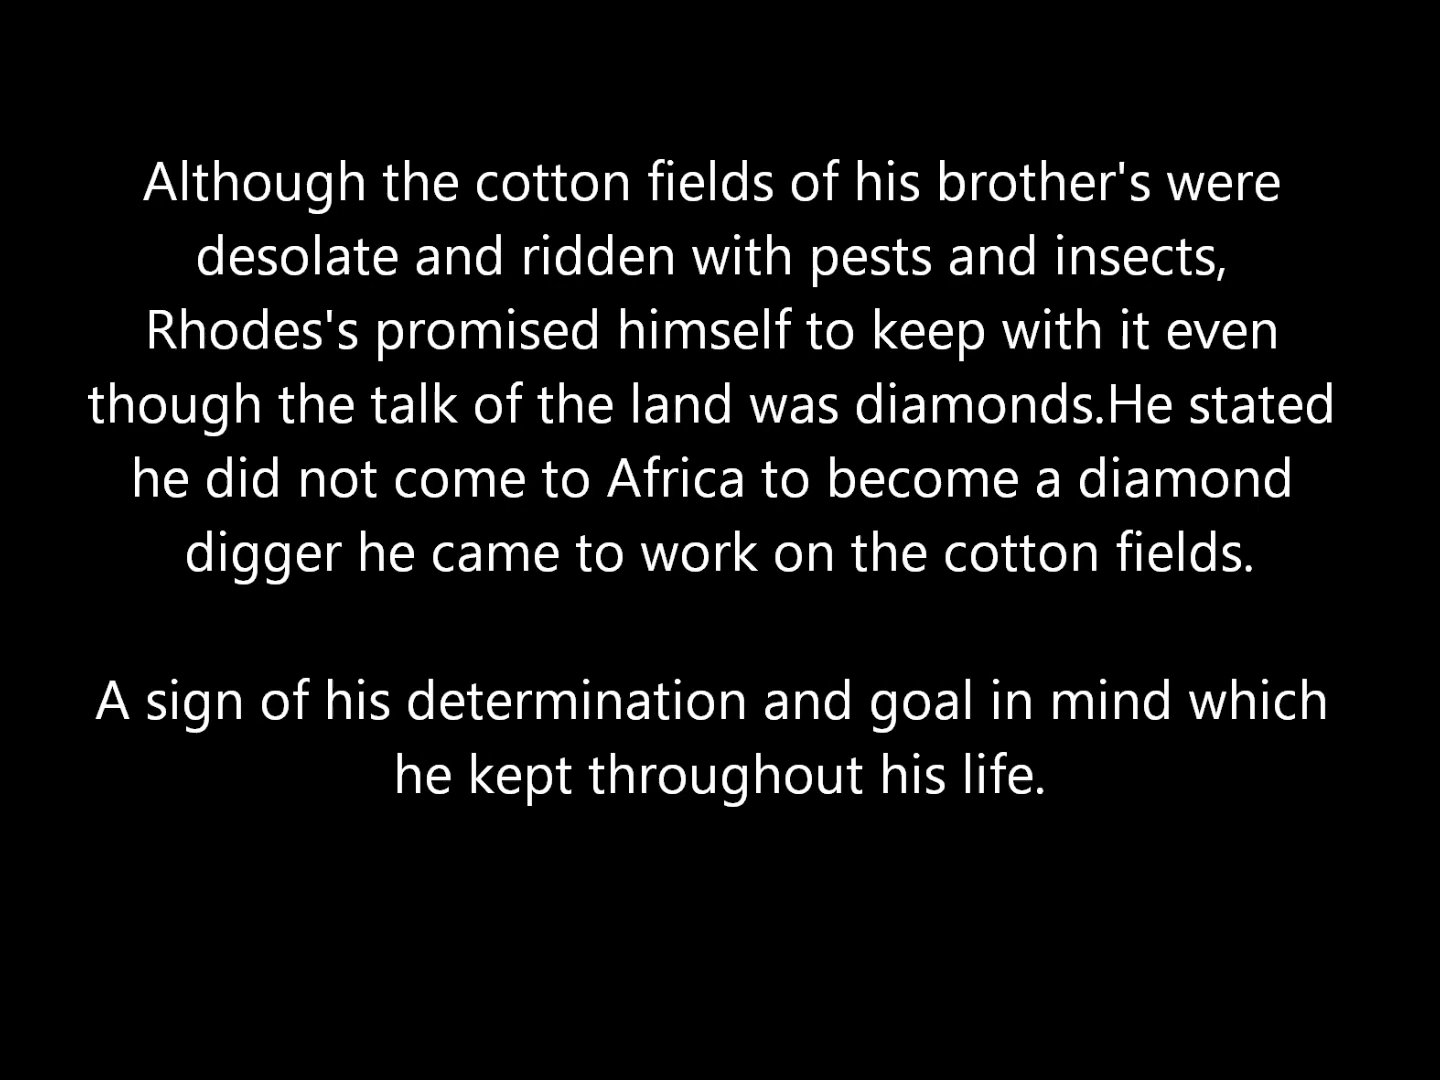 Although the cotton fields of his brother's were
desolate and ridden with pests and insects,
Rhodes's promised himself to keep with it even
though the talk of the land was diamonds.He stated
he did not come to Africa to become a diamond
digger he came to work on the cotton fields.
A sign of his determination and goal in mind which
he kept throughout his life.